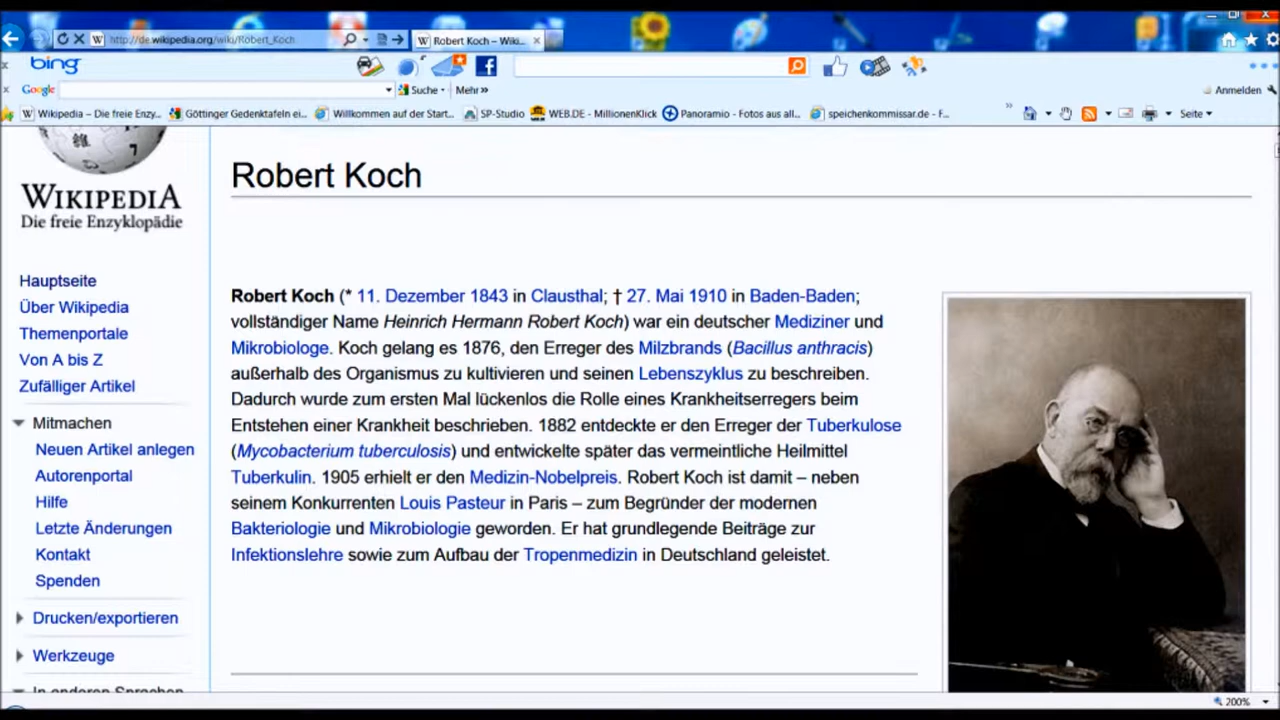 http://de.wikipedia.org/wiki/Robert_Koch
W Robert Koch – Wiki...
bing
Google
Suche
Mehr »
Anmelden
W Wikipedia – Die freie Enzy...
Göttinger Gedenktafeln ei...
Willkommen auf der Start...
SP-Studio
WEB.DE - MillionenKlick
Panoramio - Fotos aus all...
speichenkommissar.de - F...
»
Seite
WIKIPEDIA
Die freie Enzyklopädie
Hauptseite
Über Wikipedia
Themenportale
Von A bis Z
Zufälliger Artikel
Mitmachen
Neuen Artikel anlegen
Autorenportal
Hilfe
Letzte Änderungen
Kontakt
Spenden
Drucken/exportieren
Werkzeuge
In anderen Sprachen
Robert Koch
Robert Koch (* 11. Dezember 1843 in Clausthal; † 27. Mai 1910 in Baden-Baden;
vollständiger Name Heinrich Hermann Robert Koch) war ein deutscher Mediziner und
Mikrobiologe. Koch gelang es 1876, den Erreger des Milzbrands (Bacillus anthracis)
außerhalb des Organismus zu kultivieren und seinen Lebenszyklus zu beschreiben.
Dadurch wurde zum ersten Mal lückenlos die Rolle eines Krankheitserregers beim
Entstehen einer Krankheit beschrieben. 1882 entdeckte er den Erreger der Tuberkulose
(Mycobacterium tuberculosis) und entwickelte später das vermeintliche Heilmittel
Tuberkulin. 1905 erhielt er den Medizin-Nobelpreis. Robert Koch ist damit – neben
seinem Konkurrenten Louis Pasteur in Paris – zum Begründer der modernen
Bakteriologie und Mikrobiologie geworden. Er hat grundlegende Beiträge zur
Infektionslehre sowie zum Aufbau der Tropenmedizin in Deutschland geleistet.
200%